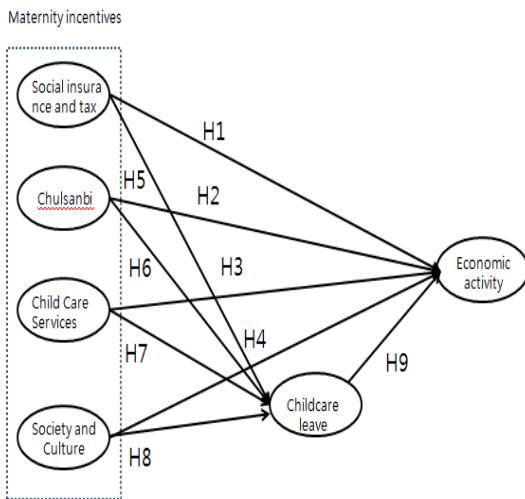 Maternity incentives
Social insura
nce and tax
H1
H5
Chulsanbi
H2
H6
H3
Child Care
Services
Economic
activity
H7
H4
H9
Childcare
leave
Society and
Culture
H8